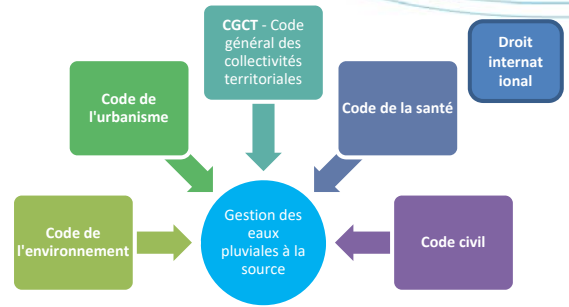 CGCT - Code
général des
collectivités
territoriales
Droit
internat
ional
Code de
l'urbanisme
Code de la santé
Code de
l'environnement
Gestion des
eaux
pluviales à la
source
Code civil